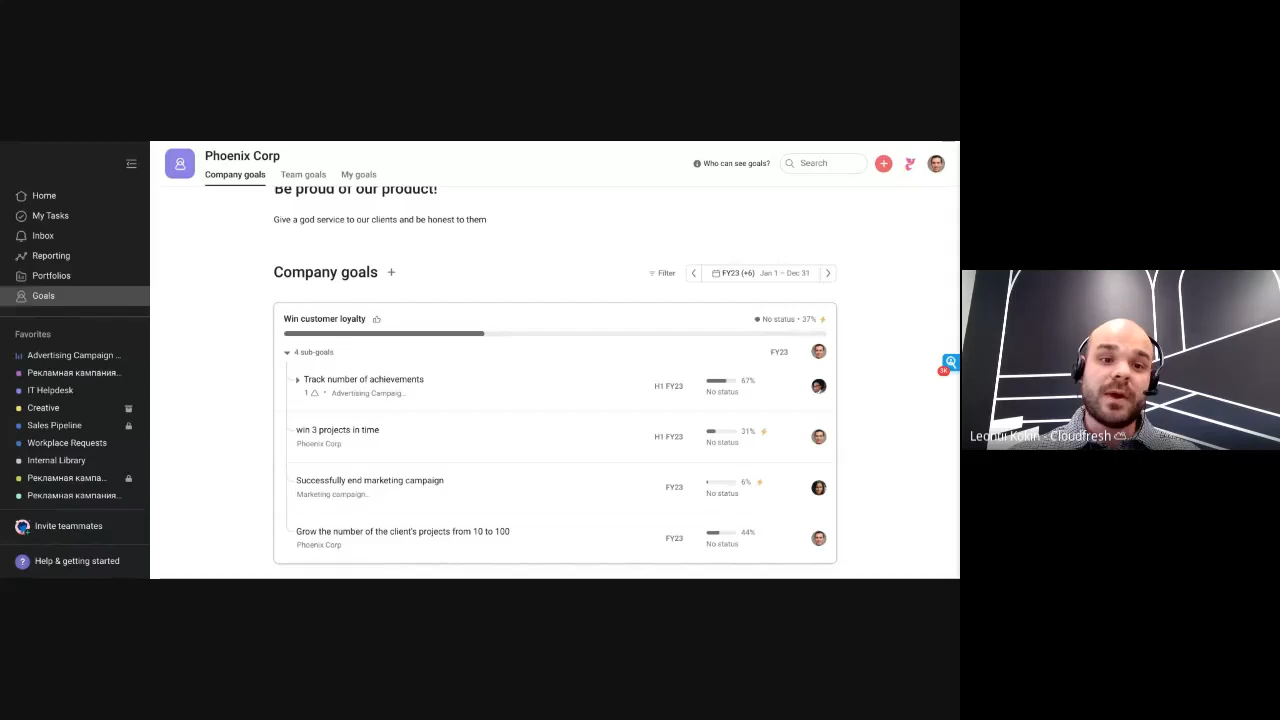 Phoenix Corp
Company goals
Team goals
My goals
Who can see goals?
Search
Home
My Tasks
Inbox
Reporting
Portfolios
Goals
Favorites
Advertising Campaign ...
Рекламная кампания...
IT Helpdesk
Creative
Sales Pipeline
Workplace Requests
Internal Library
Рекламная кампа...
Рекламная кампания...
Invite teammates
? Help & getting started
Be proud of our product!
Give a god service to our clients and be honest to them
Company goals +
Filter
FY23 (+6) Jan 1 – Dec 31
Win customer loyalty
No status • 37%
4 sub-goals
FY23
Track number of achievements
1 • Advertising Campaig...
H1 FY23
67%
No status
win 3 projects in time
Phoenix Corp
H1 FY23
31%
No status
Successfully end marketing campaign
Marketing campaign..
FY23
6%
No status
Grow the number of the client's projects from 10 to 100
Phoenix Corp
FY23
44%
No status
Kokin - Cloudfresh